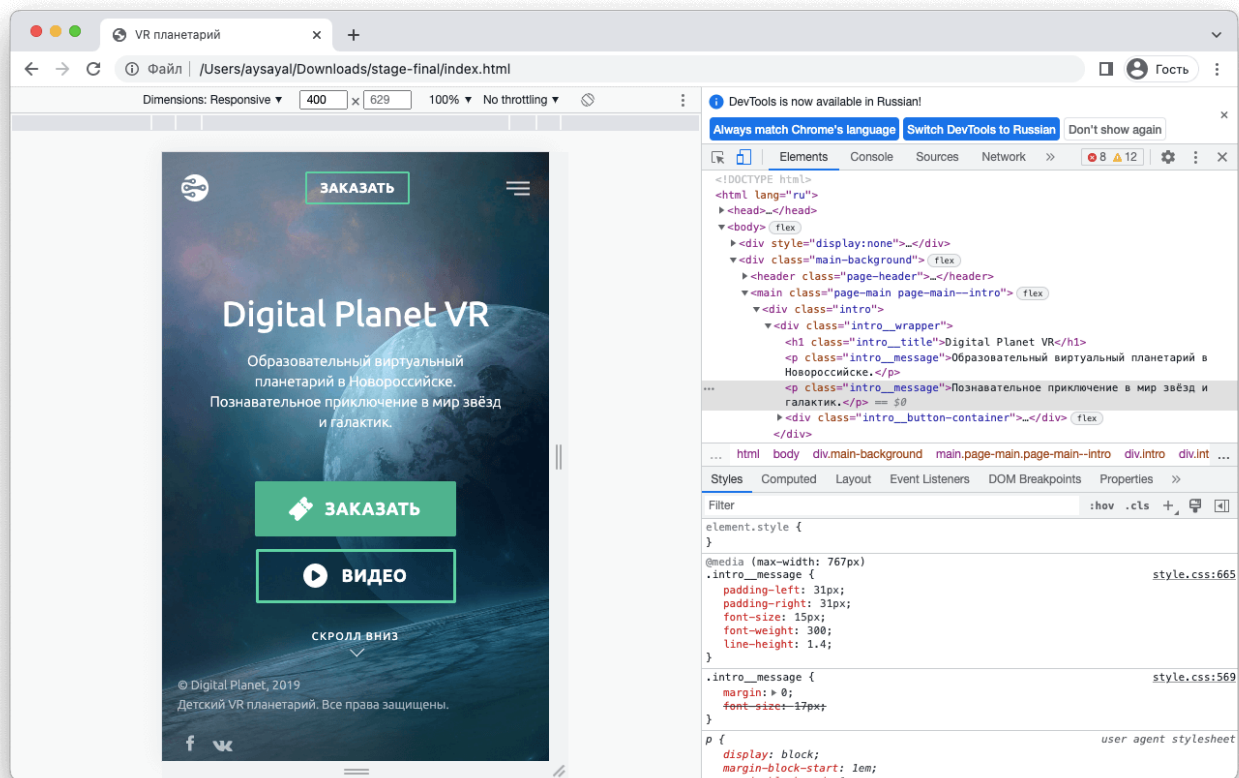 VR планетарий
Файл /Users/aysayal/Downloads/stage-final/index.html
Гость
Dimensions: Responsive ▼ 400 × 629 100% ▼ No throttling ▼
ЗАКАЗАТЬ
Digital Planet VR
Образовательный виртуальный
планетарий в Новороссийске.
Познавательное приключение в мир звёзд
и галактик.
ЗАКАЗАТЬ
ВИДЕО
СКРОЛЛ ВНИЗ
© Digital Planet, 2019
Детский VR планетарий. Все права защищены.
DevTools is now available in Russian!
Always match Chrome's language Switch DevTools to Russian Don't show again
Elements Console Sources Network » 8 12
<!DOCTYPE html>
<html lang="ru">
▶<head>…</head>
▼<body> flex
▶<div style="display:none">…</div>
▼<div class="main-background"> flex
▶<header class="page-header">…</header>
▼<main class="page-main page-main--intro"> flex
▼<div class="intro">
▼<div class="intro__wrapper">
<h1 class="intro__title">Digital Planet VR</h1>
<p class="intro__message">Образовательный виртуальный планетарий в
Новороссийске.</p>
… <p class="intro__message">Познавательное приключение в мир звёзд и
галактик.</p> == $0
▶<div class="intro__button-container">…</div> flex
</div>
… html body div.main-background main.page-main.page-main--intro div.intro div.int …
Styles Computed Layout Event Listeners DOM Breakpoints Properties »
Filter :hov .cls +
element.style {
}
@media (max-width: 767px)
.intro__message { style.css:665
padding-left: 31px;
padding-right: 31px;
font-size: 15px;
font-weight: 300;
line-height: 1.4;
}
.intro__message { style.css:569
margin: ▶ 0;
font-size: 17px;
}
p { user agent stylesheet
display: block;
margin-block-start: 1em;